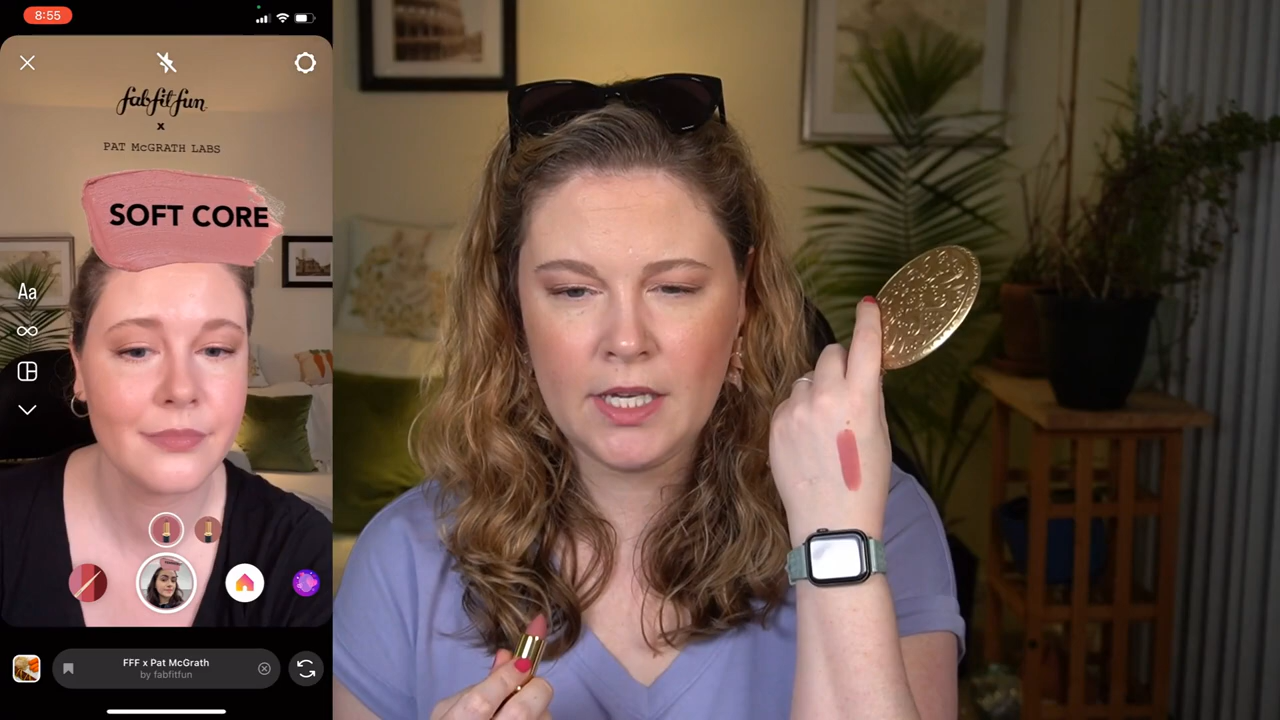 8:55
fabfitfun
x
PAT McGRATH LABS
SOFT CORE
Aa
FFF x Pat McGrath
by fabfitfun